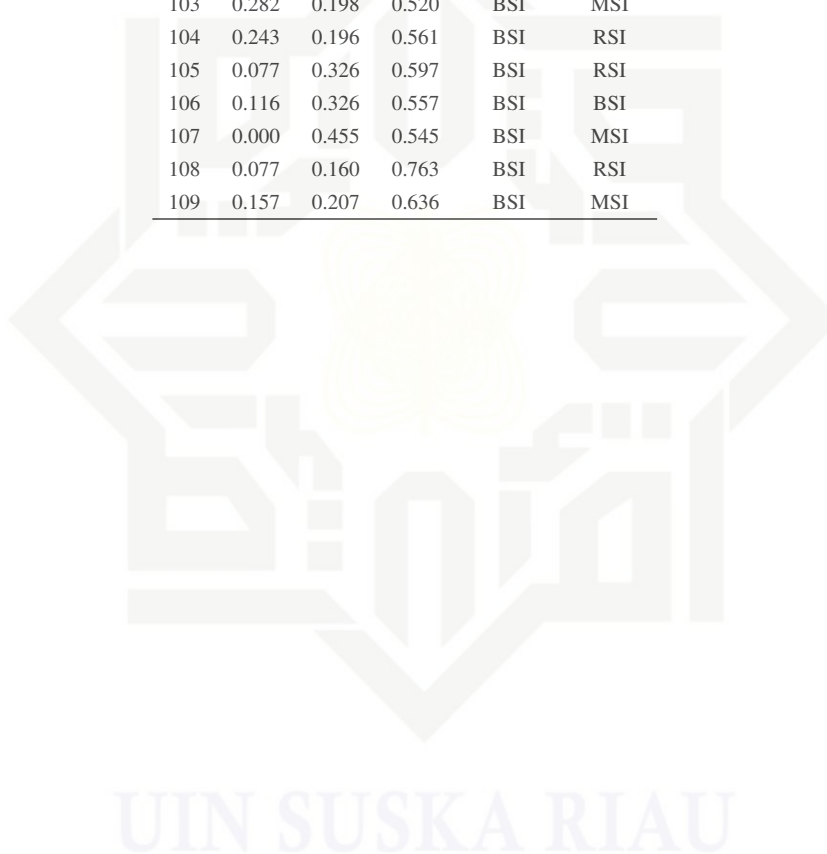 103 0.282 0.198 0.520 BSI MSI
104 0.243 0.196 0.561 BSI RSI
105 0.077 0.326 0.597 BSI RSI
106 0.116 0.326 0.557 BSI BSI
107 0.000 0.455 0.545 BSI MSI
108 0.077 0.160 0.763 BSI RSI
109 0.157 0.207 0.636 BSI MSI
UIN SUSKA RIAU